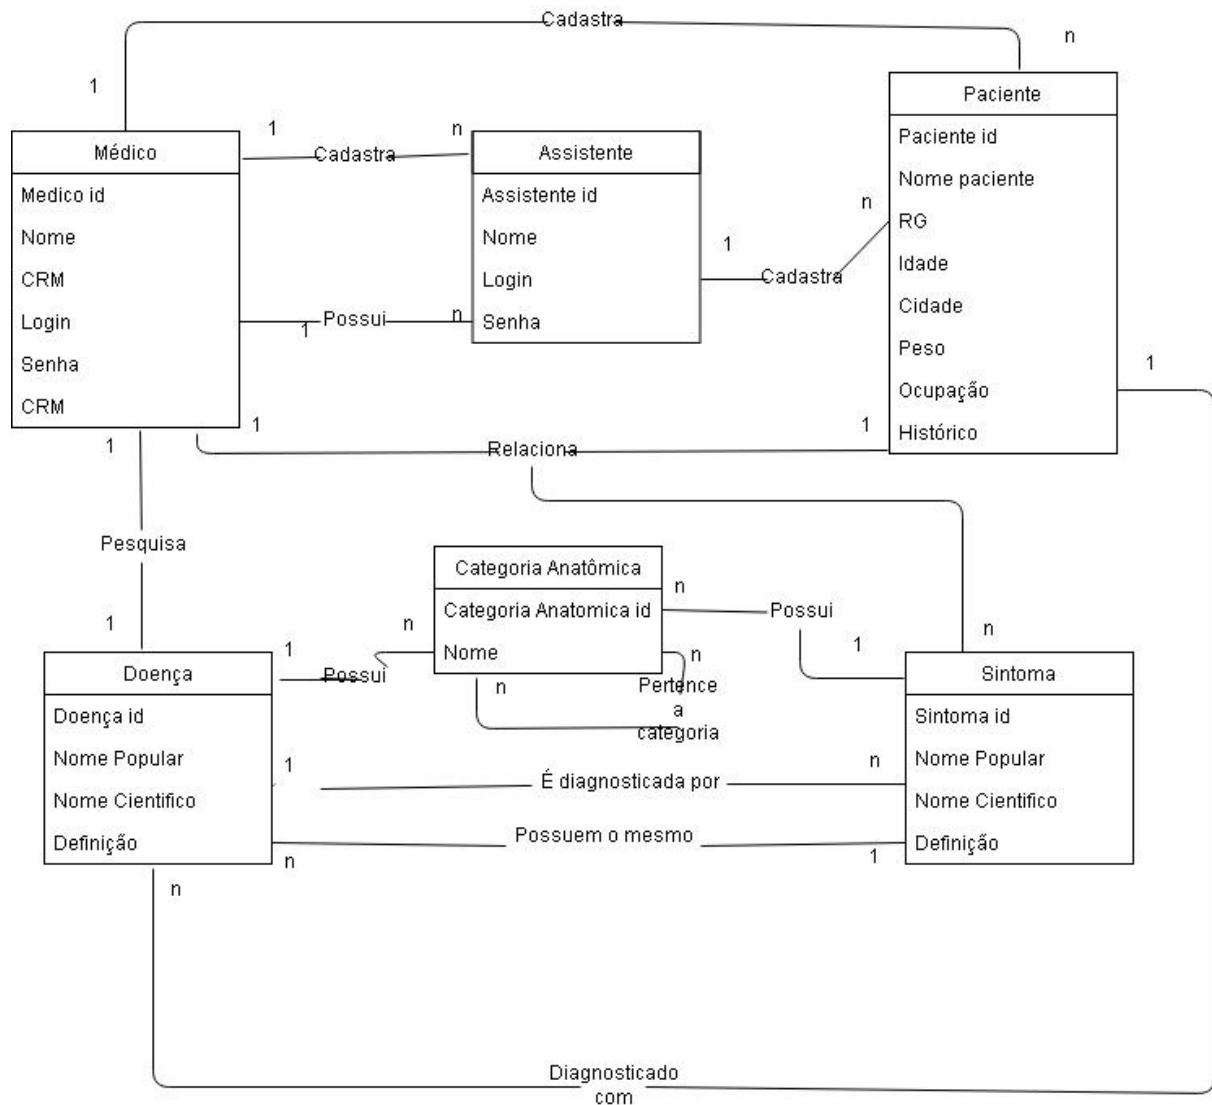 Cadastra
n
1
Paciente
Paciente id
Nome paciente
RG
Idade
Cidade
Peso
Ocupação
Histórico
Médico
Medico id
Nome
CRM
Login
Senha
CRM
1
Cadastra
n
Assistente
Assistente id
Nome
Login
Senha
1
Cadastra
n
1
Possui
n
1
1
Relaciona
1
1
Pesquisa
1
Categoria Anatômica
Categoria Anatomica id
Nome
n
Possui
1
n
1
Possui
n
n
n
Pertence
a
categoria
Doença
Doença id
Nome Popular
Nome Cientifico
Definição
Sintoma
Sintoma id
Nome Popular
Nome Cientifico
Definição
1
É diagnosticada por
n
n
Possuem o mesmo
1
n
Diagnosticado
com